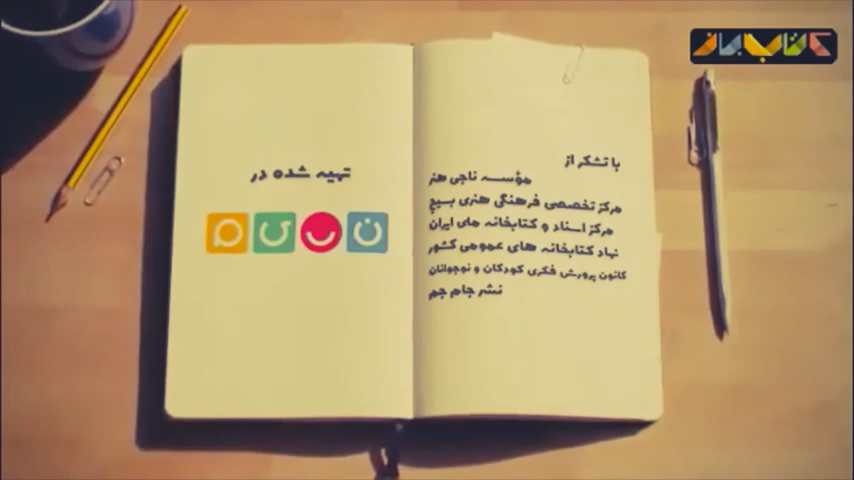 کتاب باز
با تشکر از
مؤسسه ناجی هنر
مرکز تخصصی فرهنگی هنری بسیج
مرکز اسناد و کتابخانه های ایران
نهاد کتابخانه های عمومی کشور
کانون پرورش فکری کودکان و نوجوانان
نشر جام جم
تهیه شده در
نسیم